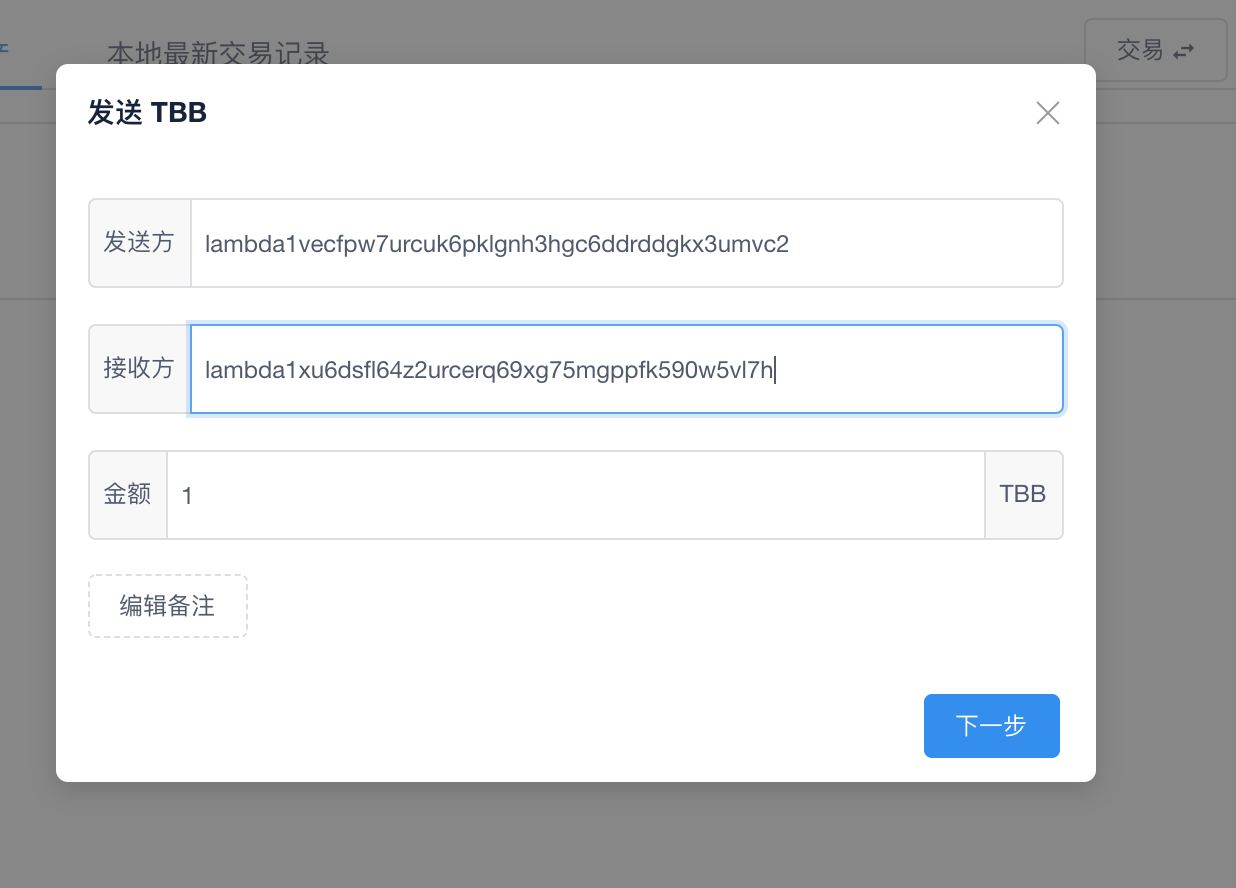 本地最新交易记录
交易
发送 TBB
发送方 lambda1vecfpw7urcuk6pklgnh3hgc6ddrddgkx3umvc2
接收方 lambda1xu6dsfl64z2urcerq69xg75mgppfk590w5vl7h
金额 1 TBB
编辑备注
下一步